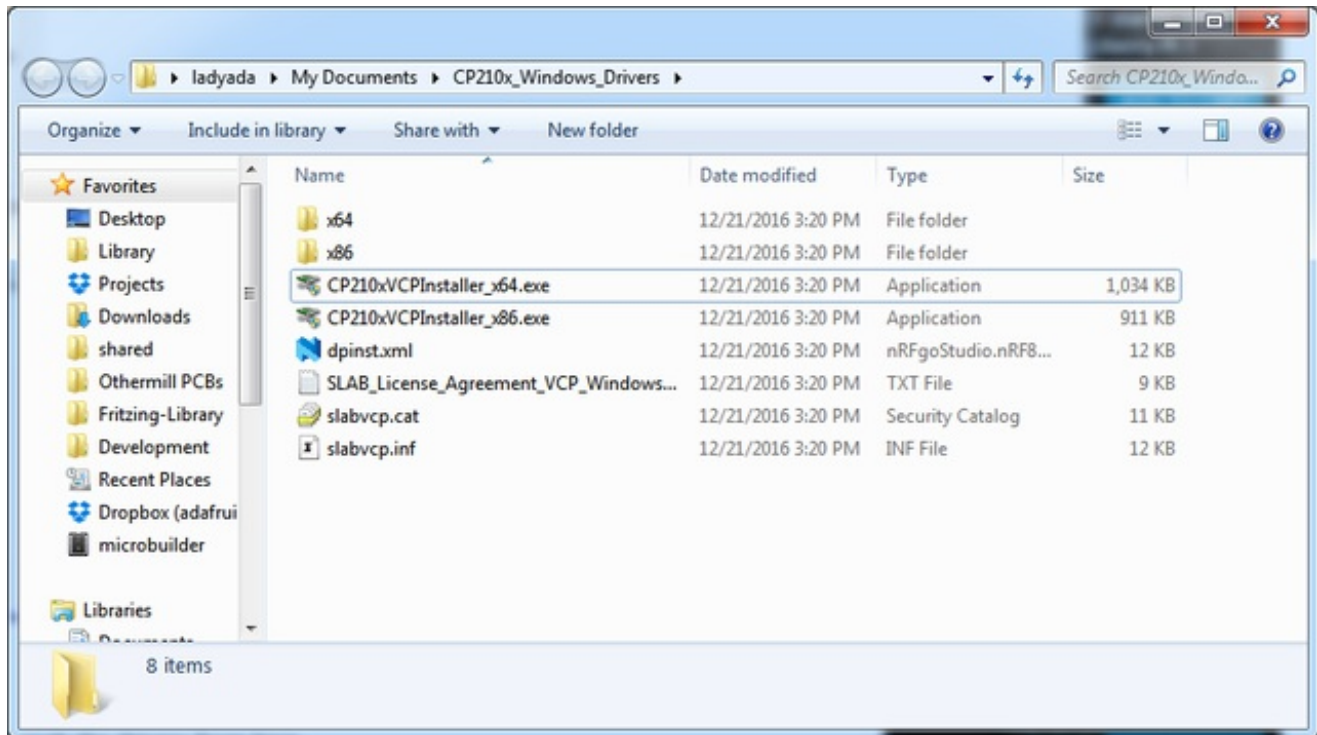 ladyada ▸ My Documents ▸ CP210x_Windows_Drivers ▸ Search CP210x_Windo...
Organize ▾ Include in library ▾ Share with ▾ New folder
Favorites
Desktop
Library
Projects
Downloads
shared
Othermill PCBs
Fritzing-Library
Development
Recent Places
Dropbox (adafrui
microbuilder
Libraries
Documents
Name Date modified Type Size
x64 12/21/2016 3:20 PM File folder
x86 12/21/2016 3:20 PM File folder
CP210xVCPInstaller_x64.exe 12/21/2016 3:20 PM Application 1,034 KB
CP210xVCPInstaller_x86.exe 12/21/2016 3:20 PM Application 911 KB
dpinst.xml 12/21/2016 3:20 PM nRFgoStudio.nRF8... 12 KB
SLAB_License_Agreement_VCP_Windows... 12/21/2016 3:20 PM TXT File 9 KB
slabvcp.cat 12/21/2016 3:20 PM Security Catalog 11 KB
slabvcp.inf 12/21/2016 3:20 PM INF File 12 KB
8 items